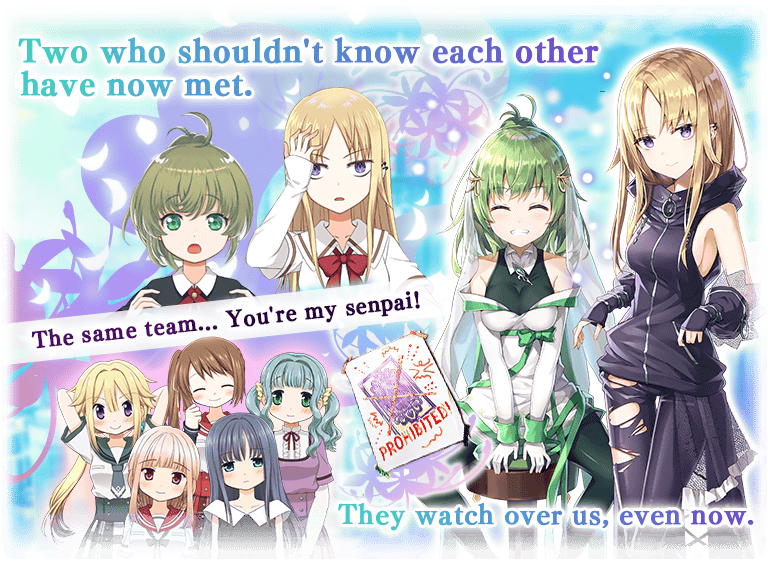 Two who shouldn't know each other
have now met.
The same team... You're my senpai!
PROHIBITED!
They watch over us, even now.